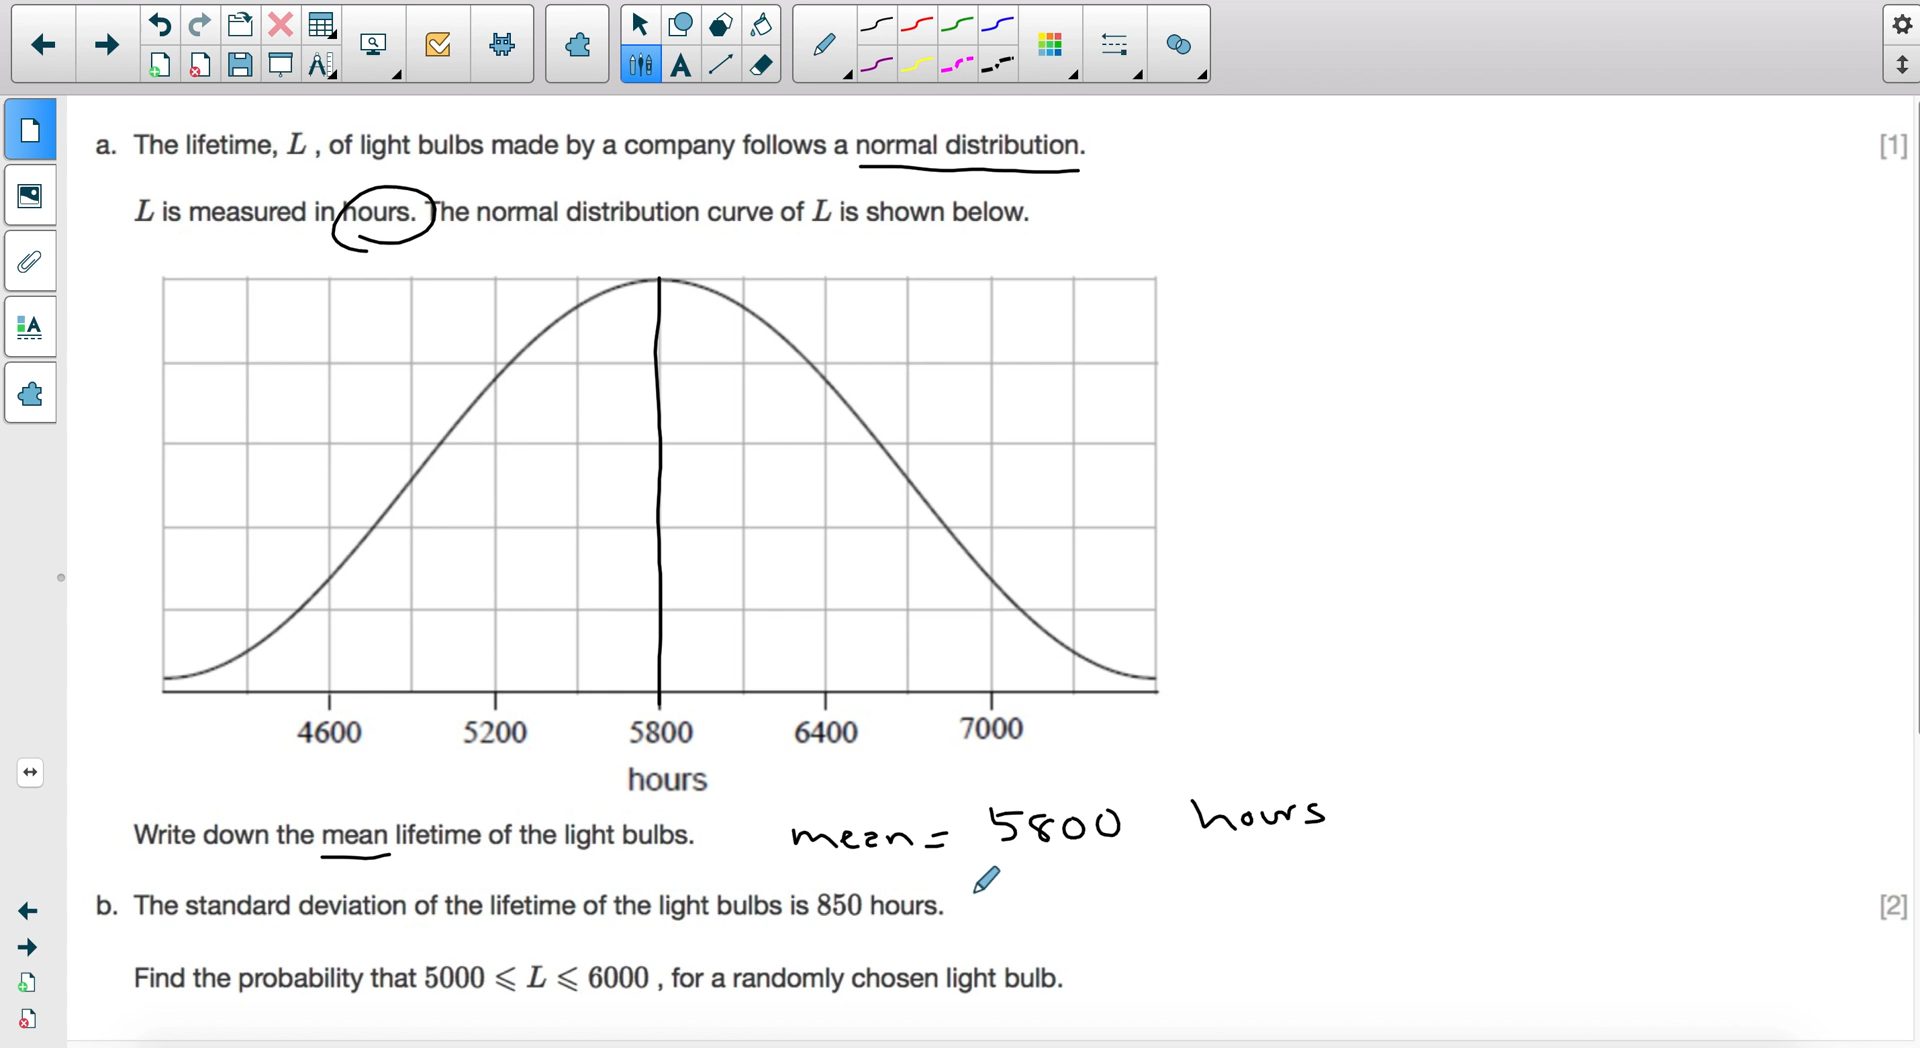 a. The lifetime, L , of light bulbs made by a company follows a normal distribution. [1]
L is measured in hours. The normal distribution curve of L is shown below.
4600 5200 5800 6400 7000
hours
Write down the mean lifetime of the light bulbs. mean = 5800 hours
b. The standard deviation of the lifetime of the light bulbs is 850 hours. [2]
Find the probability that 5000 ⩽ L ⩽ 6000 , for a randomly chosen light bulb.